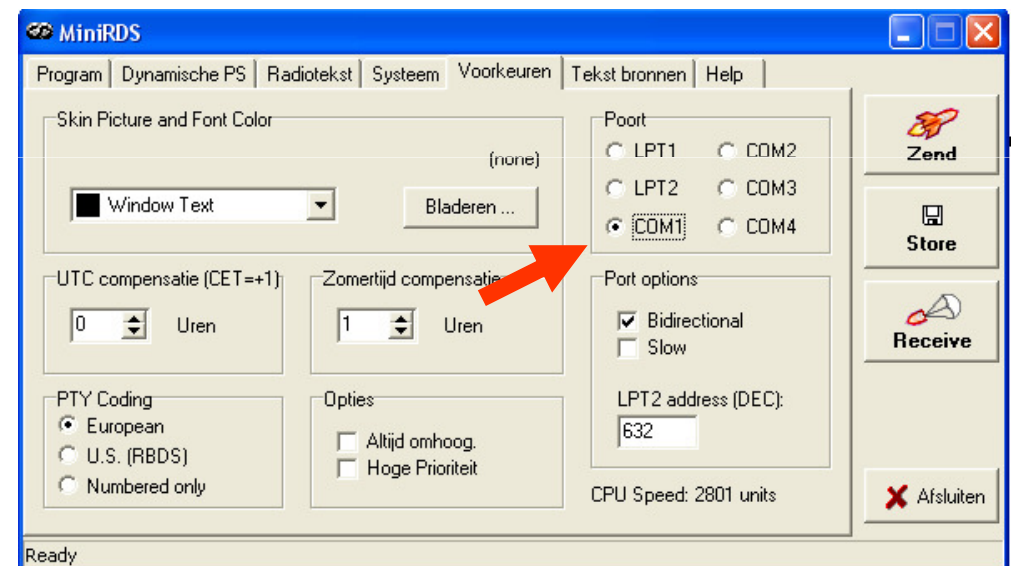 MiniRDS
Program Dynamische PS Radiotekst Systeem Voorkeuren Tekst bronnen Help
Skin Picture and Font Color
(none)
Window Text
Bladeren ...
Poort
LPT1 COM2
LPT2 COM3
COM1 COM4
UTC compensatie (CET=+1)
0 Uren
Zomertijd compensatie
1 Uren
Port options
Bidirectional
Slow
LPT2 address (DEC):
632
PTY Coding
European
U.S. (RBDS)
Numbered only
Opties
Altijd omhoog.
Hoge Prioriteit
CPU Speed: 2801 units
Zend
Store
Receive
Afsluiten
Ready